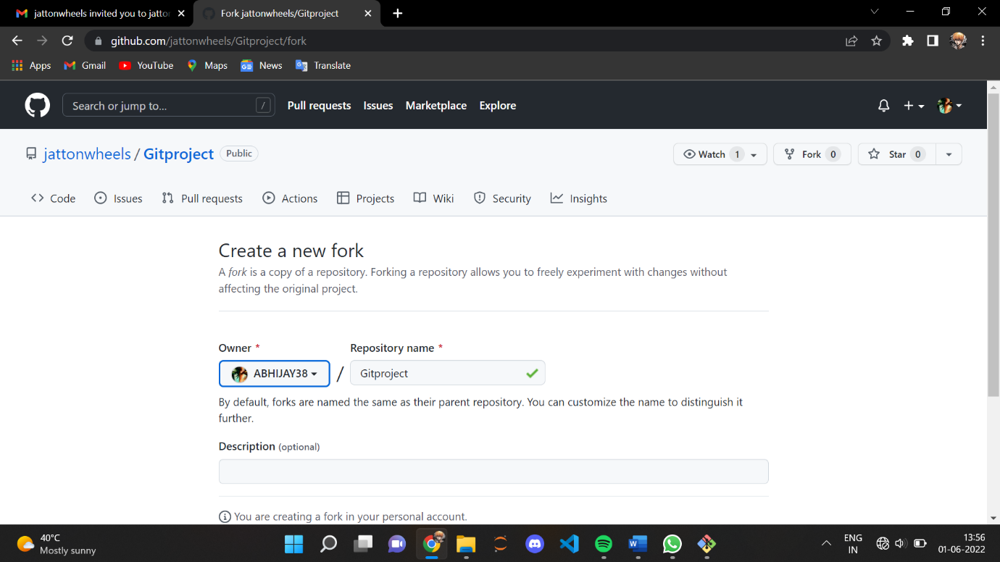 jattonwheels invited you to jatto
Fork jattonwheels/Gitproject
github.com/jattonwheels/Gitproject/fork
Apps Gmail YouTube Maps News Translate
Search or jump to... /
Pull requests Issues Marketplace Explore
jattonwheels / Gitproject Public
Watch 1 Fork 0 Star 0
Code Issues Pull requests Actions Projects Wiki Security Insights
Create a new fork
A fork is a copy of a repository. Forking a repository allows you to freely experiment with changes without
affecting the original project.
Owner * Repository name *
ABHIJAY38 / Gitproject
By default, forks are named the same as their parent repository. You can customize the name to distinguish it
further.
Description (optional)
You are creating a fork in your personal account.
40°C
Mostly sunny
ENG
IN
13:56
01-06-2022